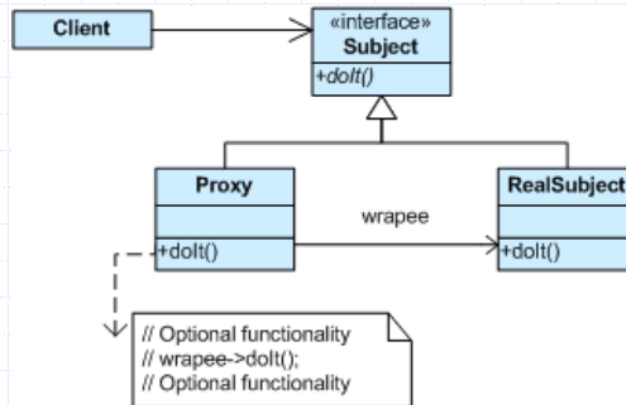 Client
«interface»
Subject
+doIt()
Proxy
+doIt()
wrapee
RealSubject
+doIt()
// Optional functionality
// wrapee->doIt();
// Optional functionality